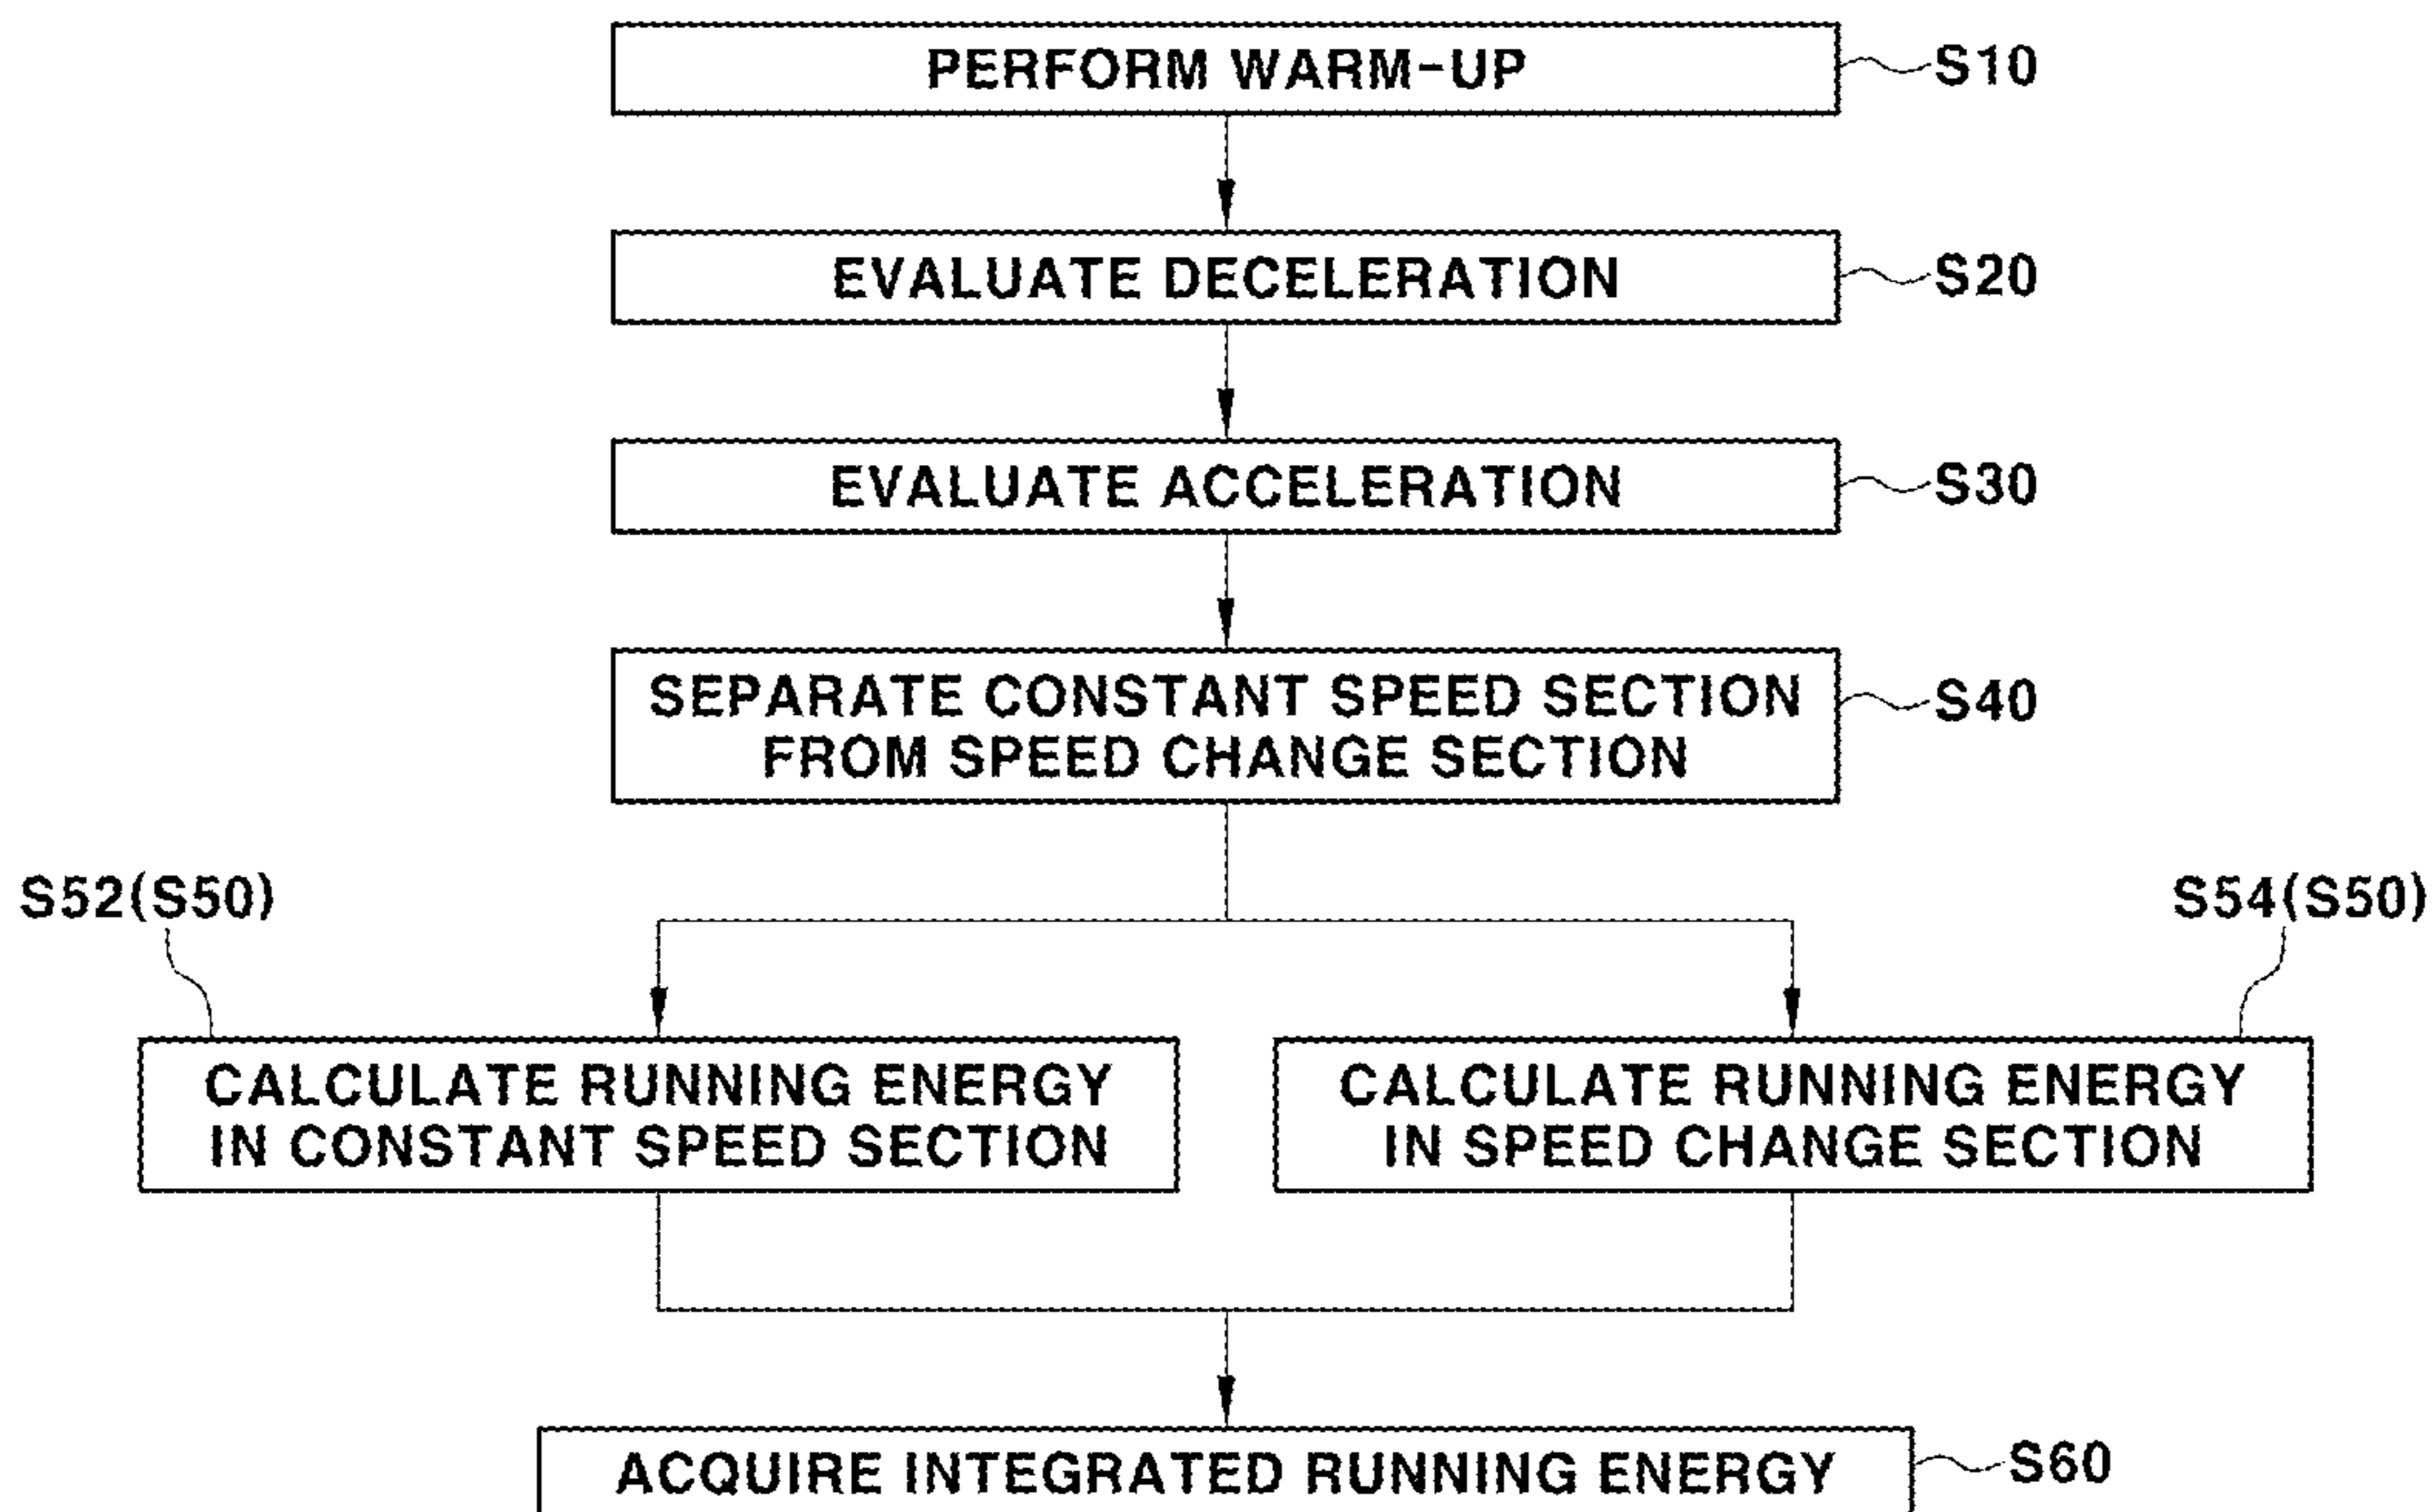 PERFORM WARM-UP
S10
EVALUATE DECELERATION
S20
EVALUATE ACCELERATION
S30
SEPARATE CONSTANT SPEED SECTION
FROM SPEED CHANGE SECTION
S40
S52(S50)
S54(S50)
CALCULATE RUNNING ENERGY
IN CONSTANT SPEED SECTION
CALCULATE RUNNING ENERGY
IN SPEED CHANGE SECTION
ACQUIRE INTEGRATED RUNNING ENERGY
S60